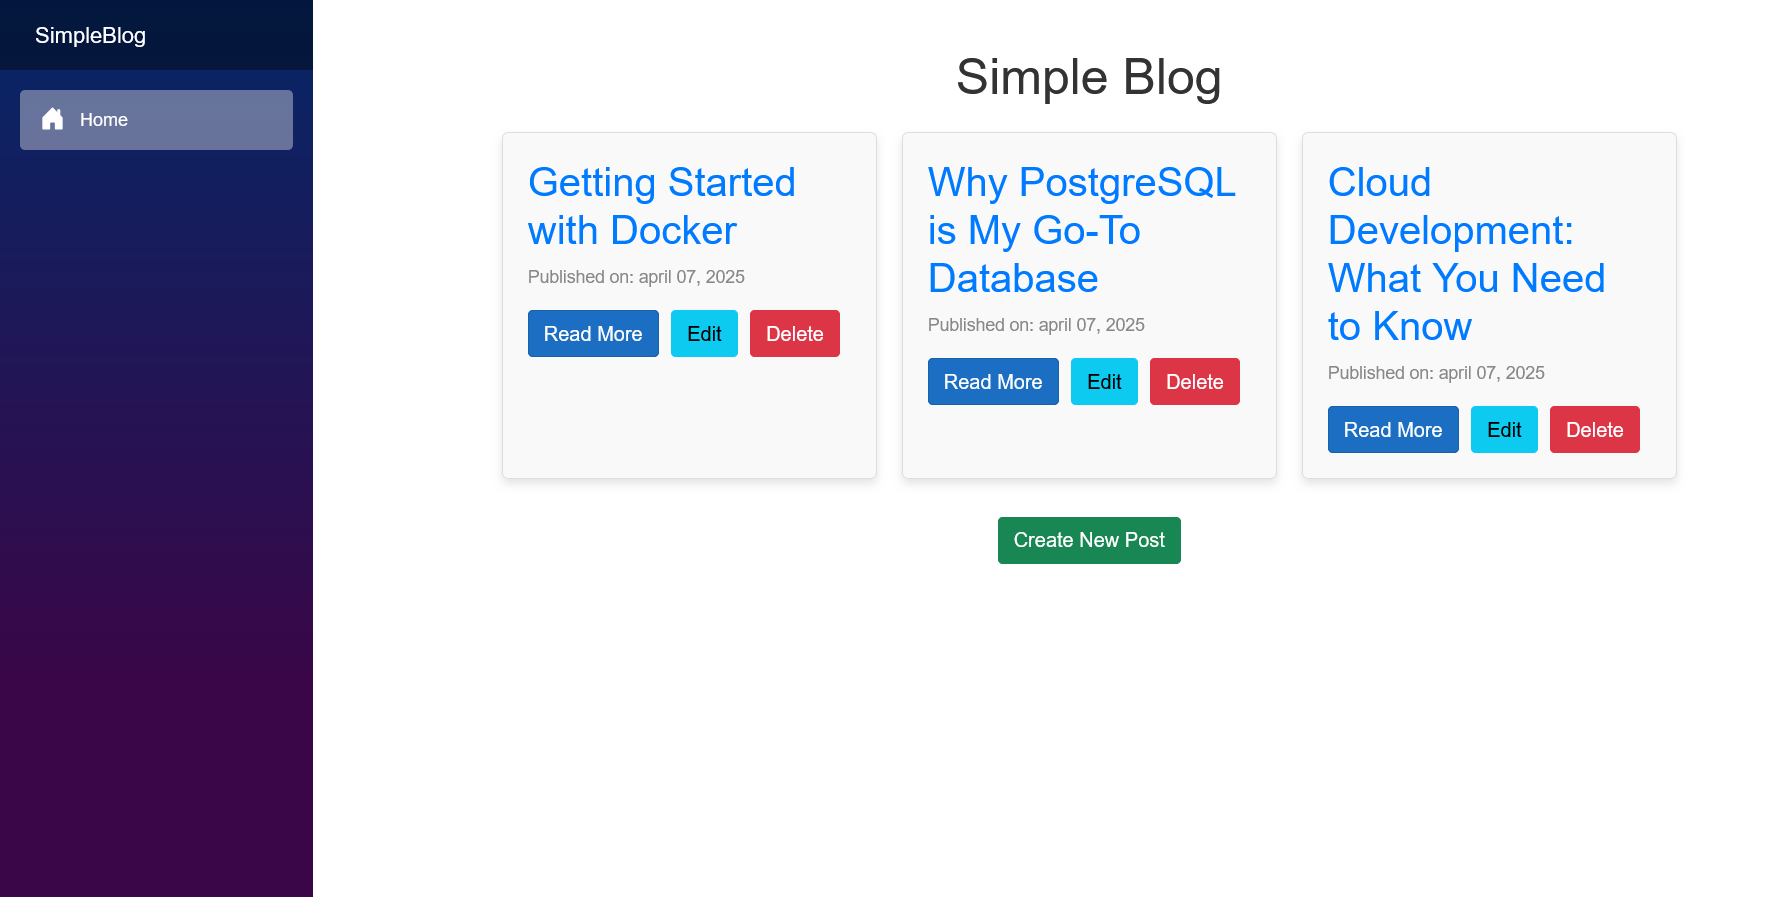 SimpleBlog
Home
Simple Blog
Getting Started
with Docker
Published on: april 07, 2025
Read More Edit Delete
Why PostgreSQL
is My Go-To
Database
Published on: april 07, 2025
Read More Edit Delete
Cloud
Development:
What You Need
to Know
Published on: april 07, 2025
Read More Edit Delete
Create New Post